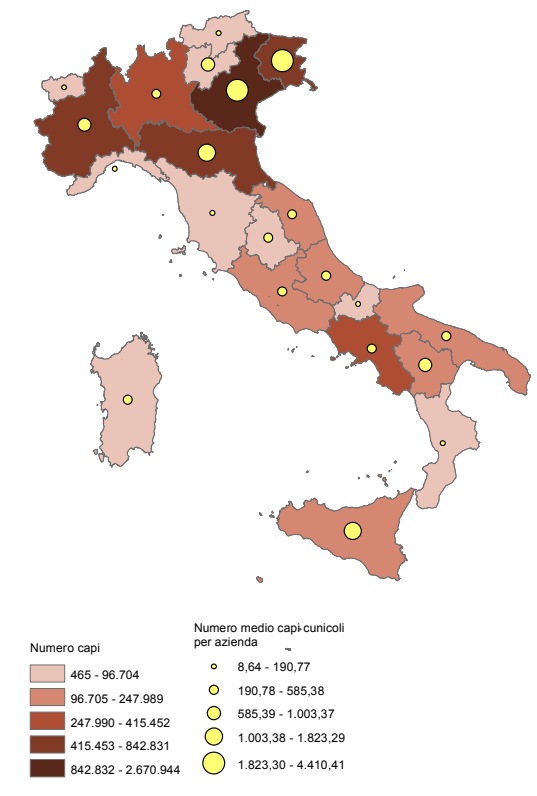 Numero capi
465 - 96.704
96.705 - 247.989
247.990 - 415.452
415.453 - 842.831
842.832 - 2.670.944
Numero medio capi cunicoli
per azienda
8,64 - 190,77
190,78 - 585,38
585,39 - 1.003,37
1.003,38 - 1.823,29
1.823,30 - 4.410,41